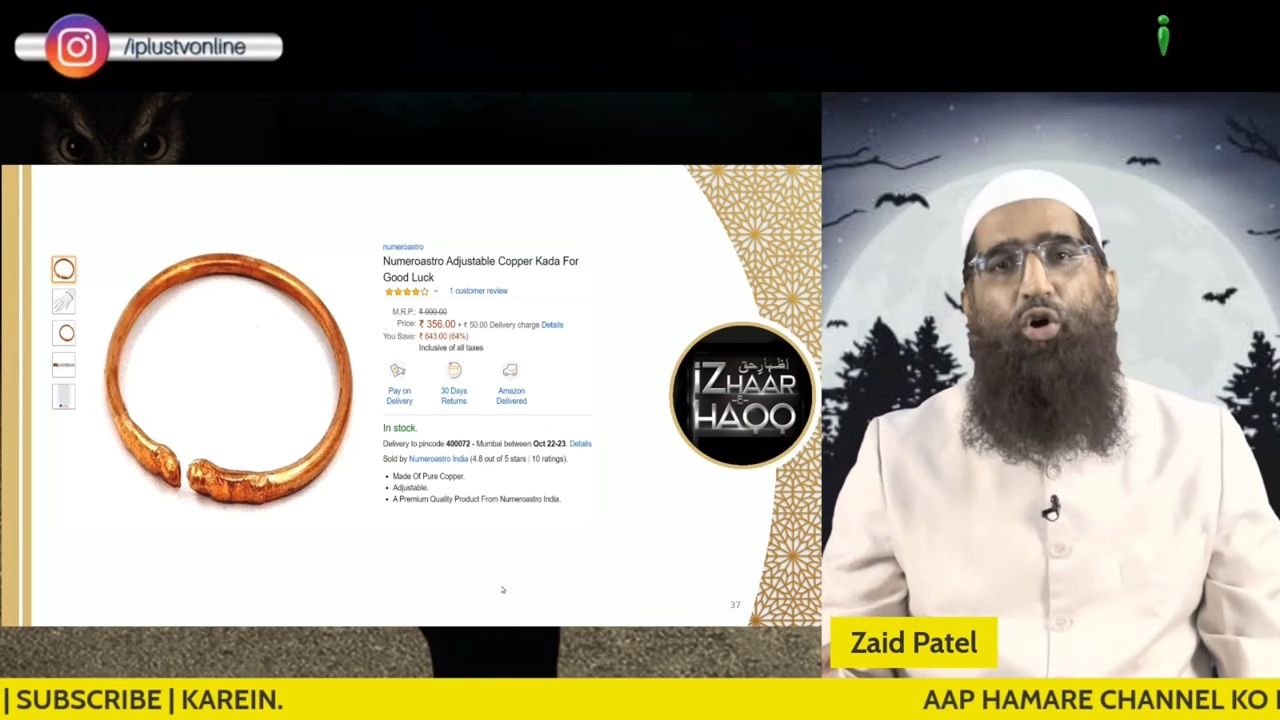 /iplustvonline
numeroastro
Numeroastro Adjustable Copper Kada For
Good Luck
1 customer review
M.R.P.: ₹ 999.00
Price: ₹ 356.00 + ₹ 50.00 Delivery charge Details
You Save: ₹ 643.00 (64%)
Inclusive of all taxes
Pay on
Delivery
30 Days
Returns
Amazon
Delivered
In stock.
Delivery to pincode 400072 - Mumbai between Oct 22-23. Details
Sold by Numeroastro India (4.8 out of 5 stars | 10 ratings).
• Made Of Pure Copper.
• Adjustable.
• A Premium Quality Product From Numeroastro India.
اظہارِ حق
iZHAAR
-E-
HAQQ
37
Zaid Patel
| SUBSCRIBE | KAREIN.
AAP HAMARE CHANNEL KO